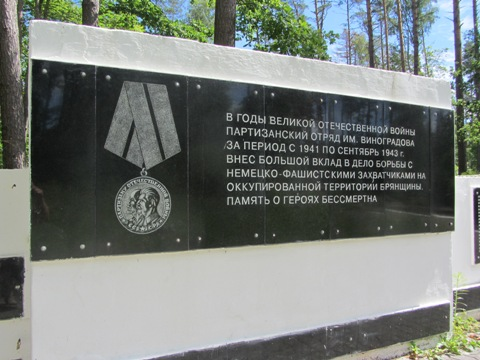 В ГОДЫ ВЕЛИКОЙ ОТЕЧЕСТВЕННОЙ ВОЙНЫ
ПАРТИЗАНСКИЙ ОТРЯД ИМ. ВИНОГРАДОВА
ЗА ПЕРИОД С 1941 ПО СЕНТЯБРЬ 1943 г.
ВНЕС БОЛЬШОЙ ВКЛАД В ДЕЛО БОРЬБЫ С
НЕМЕЦКО-ФАШИСТСКИМИ ЗАХВАТЧИКАМИ НА
ОККУПИРОВАННОЙ ТЕРРИТОРИИ БРЯНЩИНЫ.
ПАМЯТЬ О ГЕРОЯХ БЕССМЕРТНА